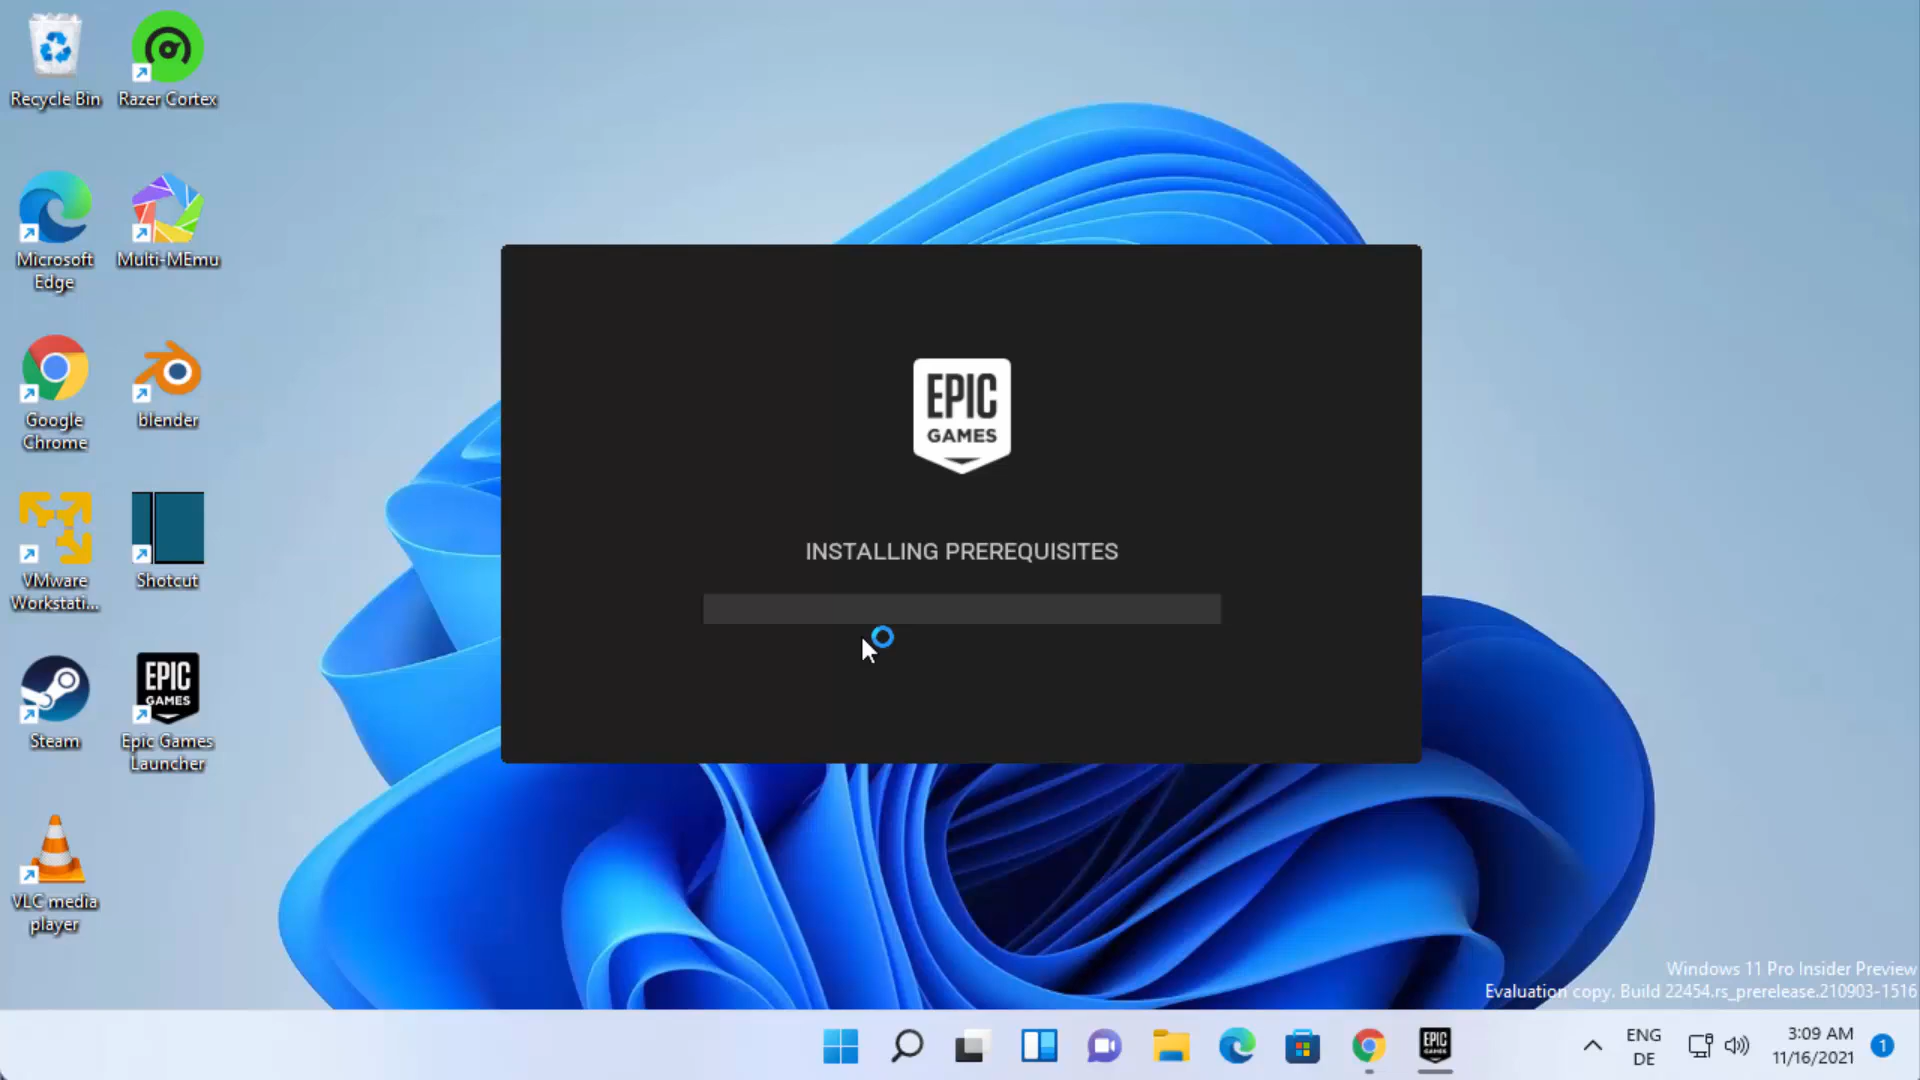 Recycle Bin
Razer Cortex
Microsoft
Edge
Multi-MEmu
Google
Chrome
blender
VMware
Workstati...
Shotcut
Steam
EPIC
GAMES
Epic Games
Launcher
VLC media
player
EPIC
GAMES
INSTALLING PREREQUISITES
Windows 11 Pro Insider Preview
Evaluation copy. Build 22454.rs_prerelease.210903-1516
EPIC
GAMES
ENG
DE
3:09 AM
11/16/2021
1